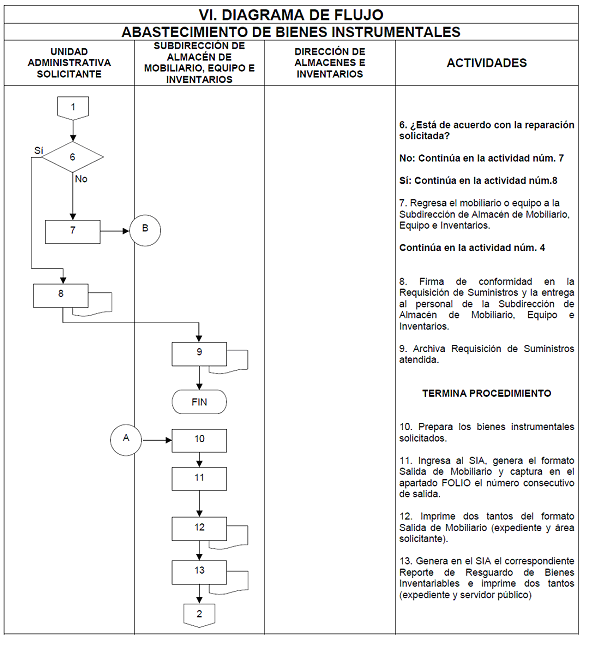 VI. DIAGRAMA DE FLUJO
ABASTECIMIENTO DE BIENES INSTRUMENTALES
UNIDAD
ADMINISTRATIVA
SOLICITANTE
SUBDIRECCIÓN DE
ALMACÉN DE
MOBILIARIO, EQUIPO E
INVENTARIOS
DIRECCIÓN DE
ALMACENES E
INVENTARIOS
ACTIVIDADES
1
6
Sí
No
7
B
8
9
FIN
A
10
11
12
13
2
6. ¿Está de acuerdo con la reparación
solicitada?
No: Continúa en la actividad núm. 7
Sí: Continúa en la actividad núm.8
7. Regresa el mobiliario o equipo a la
Subdirección de Almacén de Mobiliario,
Equipo e Inventarios.
Continúa en la actividad núm. 4
8. Firma de conformidad en la
Requisición de Suministros y la entrega
al personal de la Subdirección de
Almacén de Mobiliario, Equipo e
Inventarios.
9. Archiva Requisición de Suministros
atendida.
TERMINA PROCEDIMIENTO
10. Prepara los bienes instrumentales
solicitados.
11. Ingresa al SIA, genera el formato
Salida de Mobiliario y captura en el
apartado FOLIO el número consecutivo
de salida.
12. Imprime dos tantos del formato
Salida de Mobiliario (expediente y área
solicitante).
13. Genera en el SIA el correspondiente
Reporte de Resguardo de Bienes
Inventariables e imprime dos tantos
(expediente y servidor público)